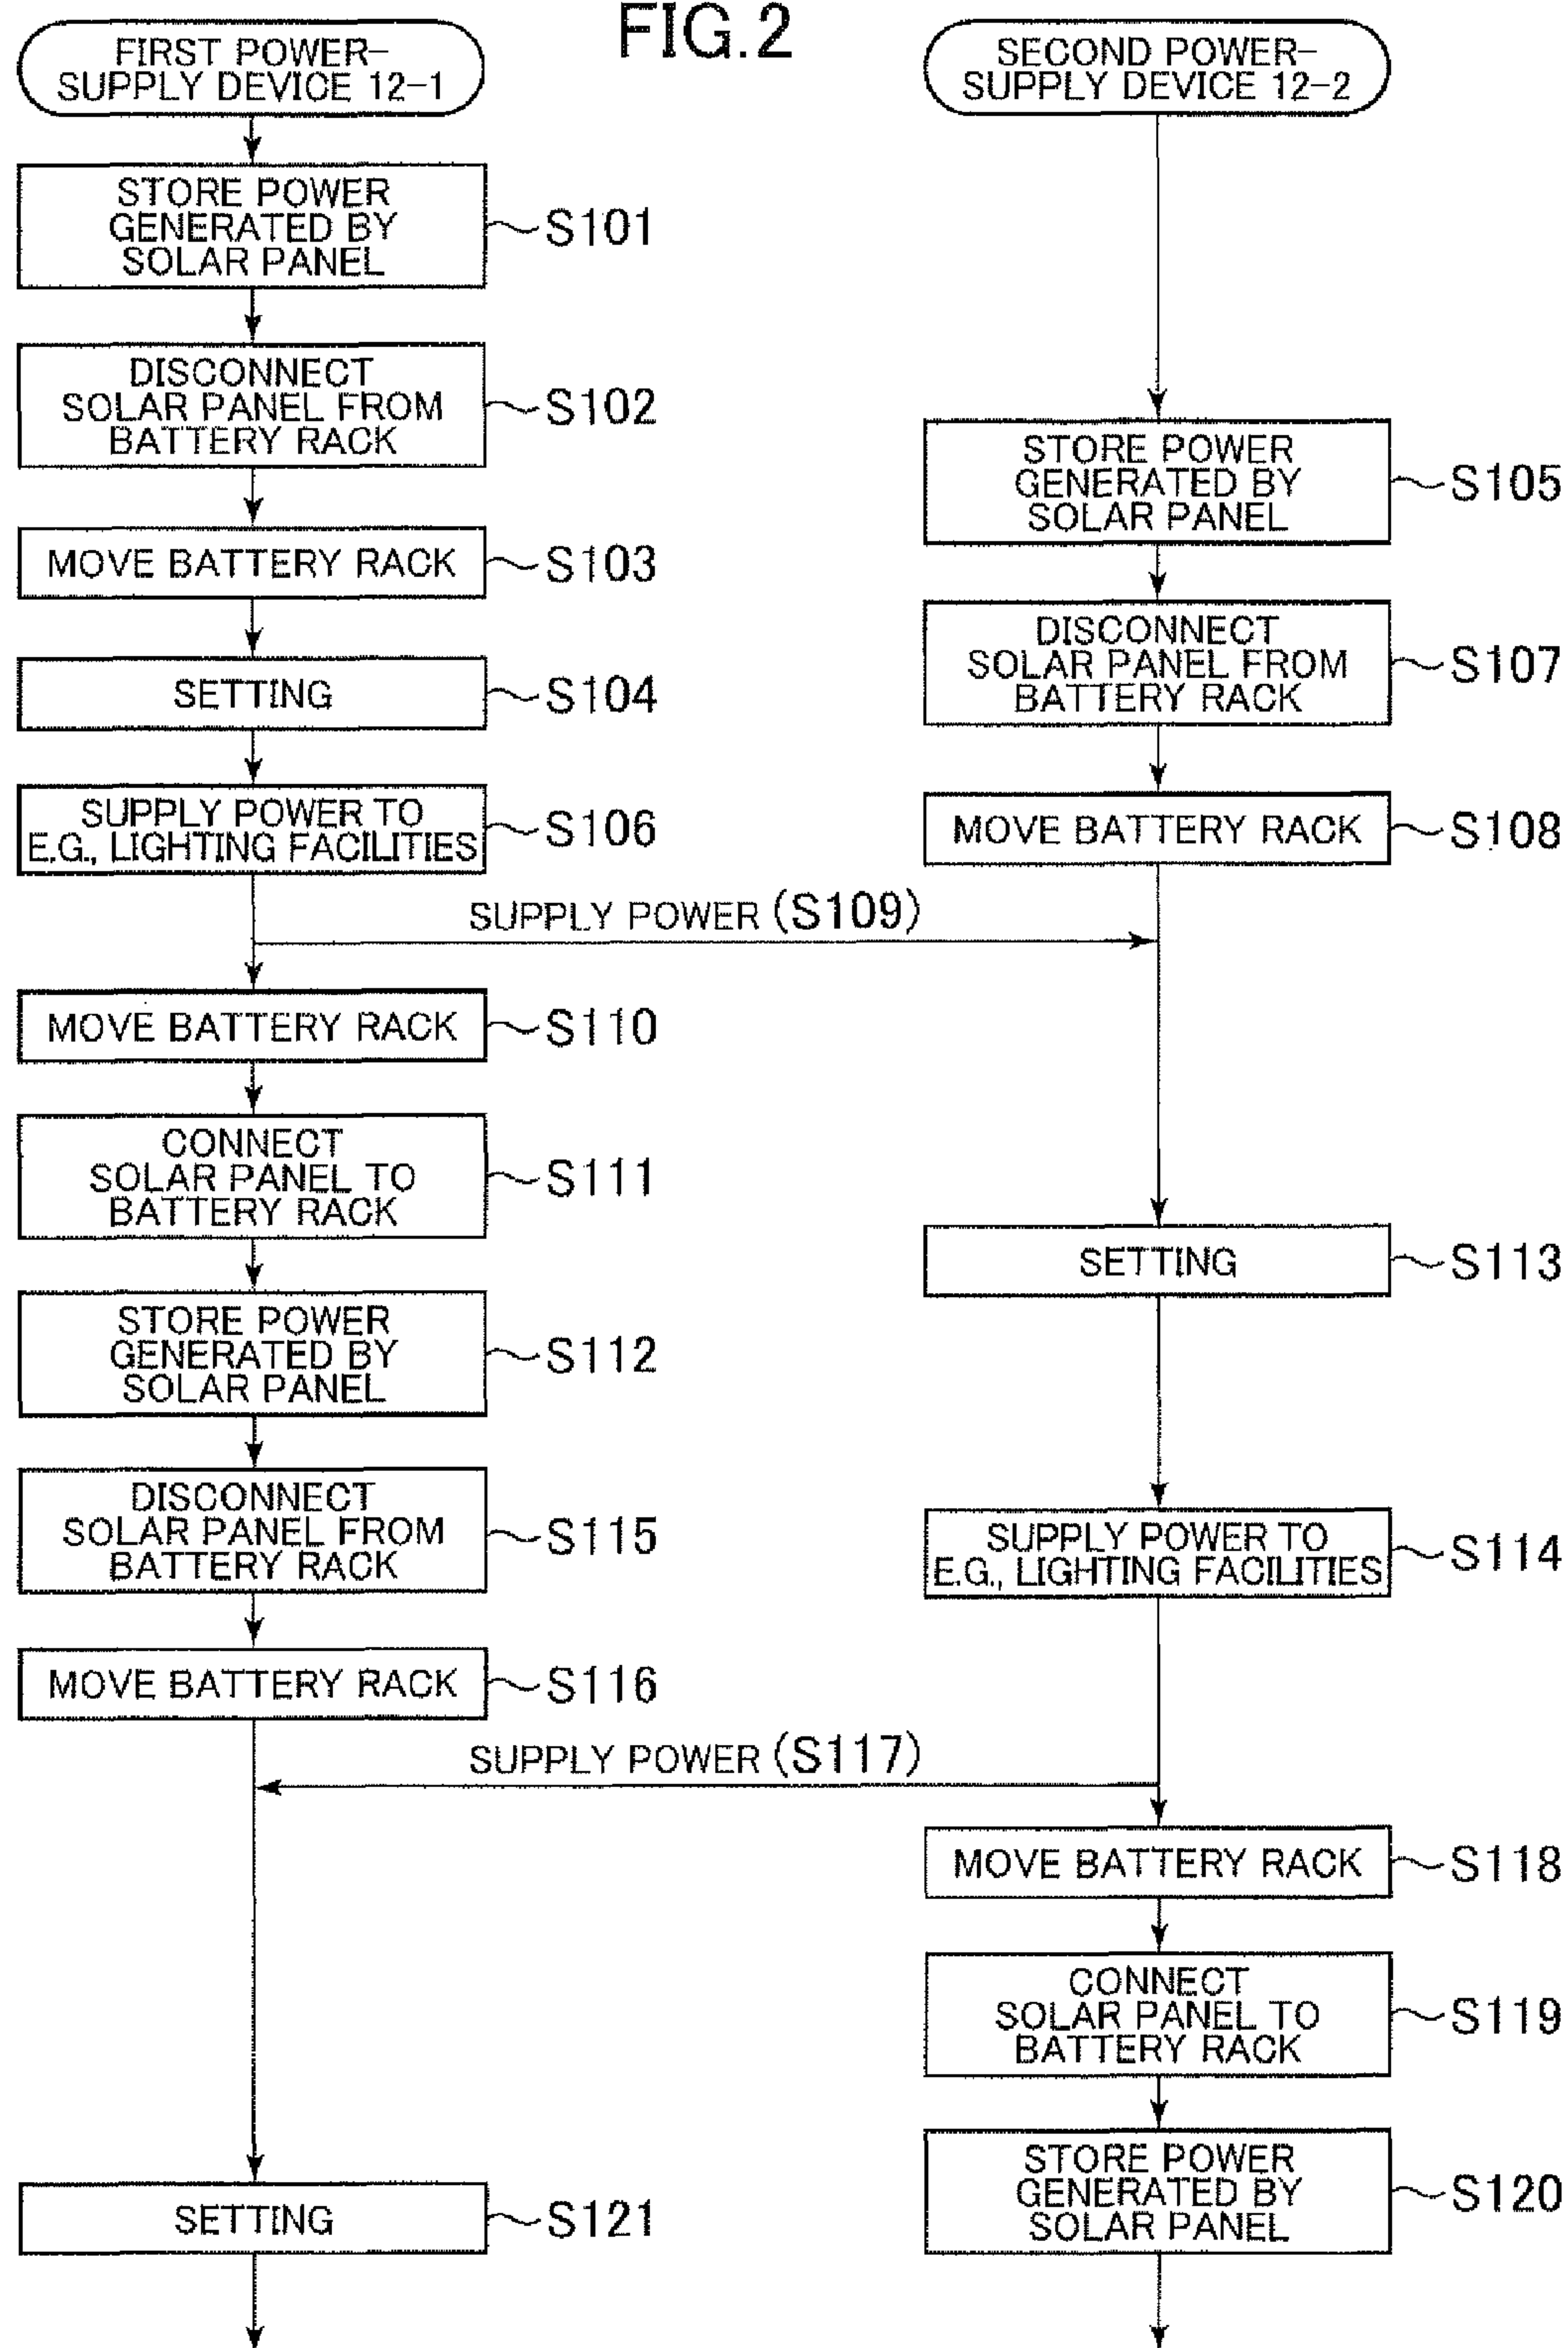 FIG.2
FIRST POWER-
SUPPLY DEVICE 12-1
STORE POWER
GENERATED BY
SOLAR PANEL
S101
DISCONNECT
SOLAR PANEL FROM
BATTERY RACK
S102
MOVE BATTERY RACK
S103
SETTING
S104
SUPPLY POWER TO
E.G., LIGHTING FACILITIES
S106
SUPPLY POWER (S109)
MOVE BATTERY RACK
S110
CONNECT
SOLAR PANEL TO
BATTERY RACK
S111
STORE POWER
GENERATED BY
SOLAR PANEL
S112
DISCONNECT
SOLAR PANEL FROM
BATTERY RACK
S115
MOVE BATTERY RACK
S116
SUPPLY POWER (S117)
SETTING
S121
SECOND POWER-
SUPPLY DEVICE 12-2
STORE POWER
GENERATED BY
SOLAR PANEL
S105
DISCONNECT
SOLAR PANEL FROM
BATTERY RACK
S107
MOVE BATTERY RACK
S108
SETTING
S113
SUPPLY POWER TO
E.G., LIGHTING FACILITIES
S114
MOVE BATTERY RACK
S118
CONNECT
SOLAR PANEL TO
BATTERY RACK
S119
STORE POWER
GENERATED BY
SOLAR PANEL
S120